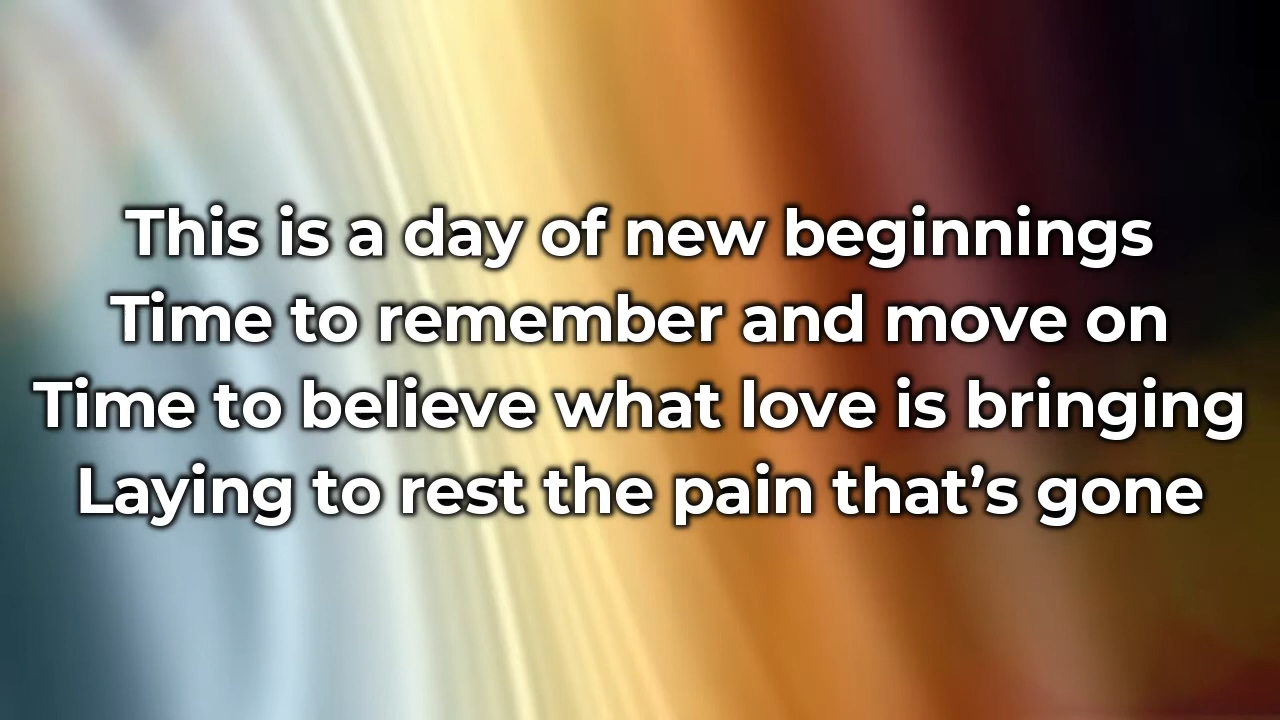 This is a day of new beginnings
Time to remember and move on
Time to believe what love is bringing
Laying to rest the pain that’s gone